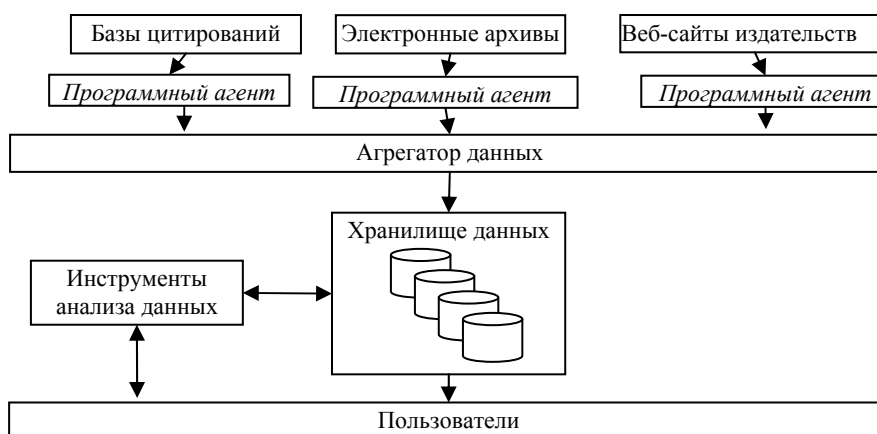 Базы цитирований
Электронные архивы
Веб-сайты издательств
Программный агент
Программный агент
Программный агент
Агрегатор данных
Хранилище данных
Инструменты
анализа данных
Пользователи